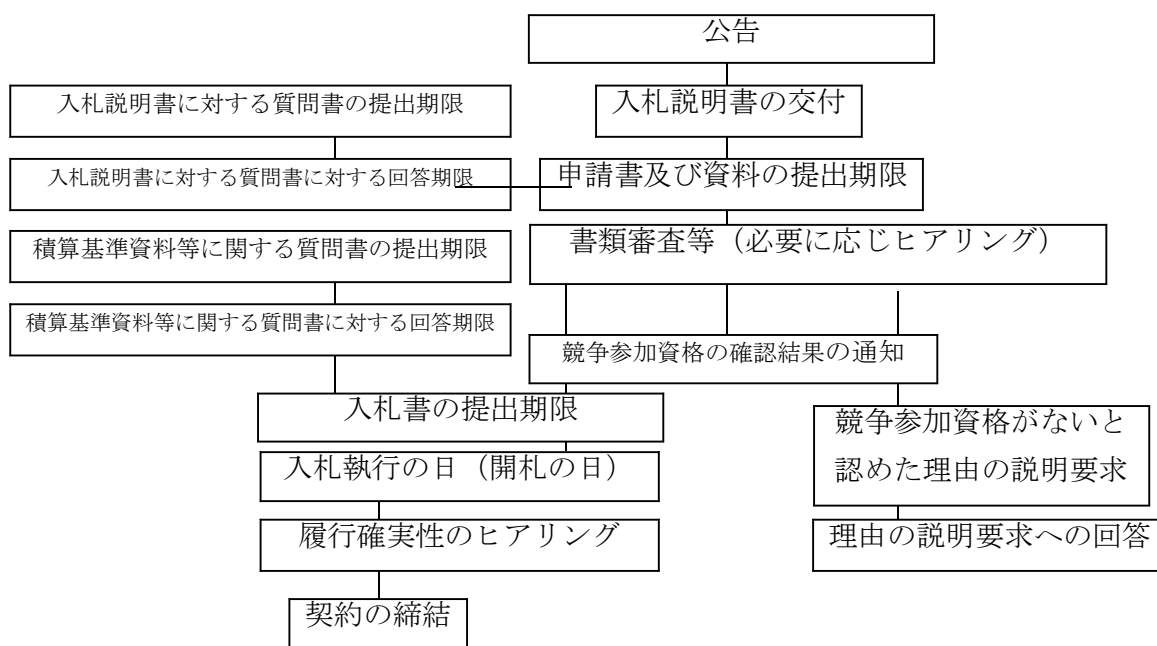 公告
入札説明書に対する質問書の提出期限
入札説明書の交付
入札説明書に対する質問書に対する回答期限
申請書及び資料の提出期限
積算基準資料等に関する質問書の提出期限
書類審査等（必要に応じヒアリング）
積算基準資料等に関する質問書に対する回答期限
競争参加資格の確認結果の通知
入札書の提出期限
競争参加資格がないと
認めた理由の説明要求
入札執行の日（開札の日）
履行確実性のヒアリング
理由の説明要求への回答
契約の締結